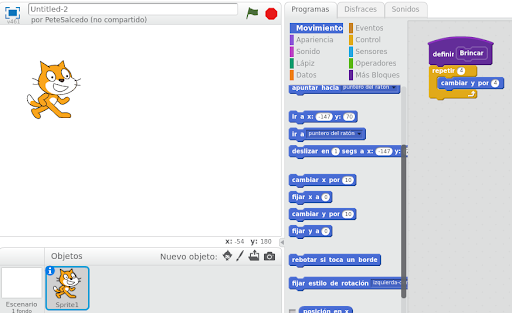 Untitled-2
por PeteSalcedo (no compartido)
v461
x: -54 y: 180
Objetos
Nuevo objeto:
Escenario
1 fondo
Sprite1
Programas
Disfraces
Sonidos
Movimiento
Eventos
Apariencia
Control
Sonido
Sensores
Lápiz
Operadores
Datos
Más Bloques
apuntar hacia puntero del ratón
ir a x: -147 y: 70
ir a puntero del ratón
deslizar en 1 segs a x: -147 y:
cambiar x por 10
fijar x a 0
cambiar y por 10
fijar y a 0
rebotar si toca un borde
fijar estilo de rotación izquierda-d
posición en x
definir Brincar
repetir 4
cambiar y por 4